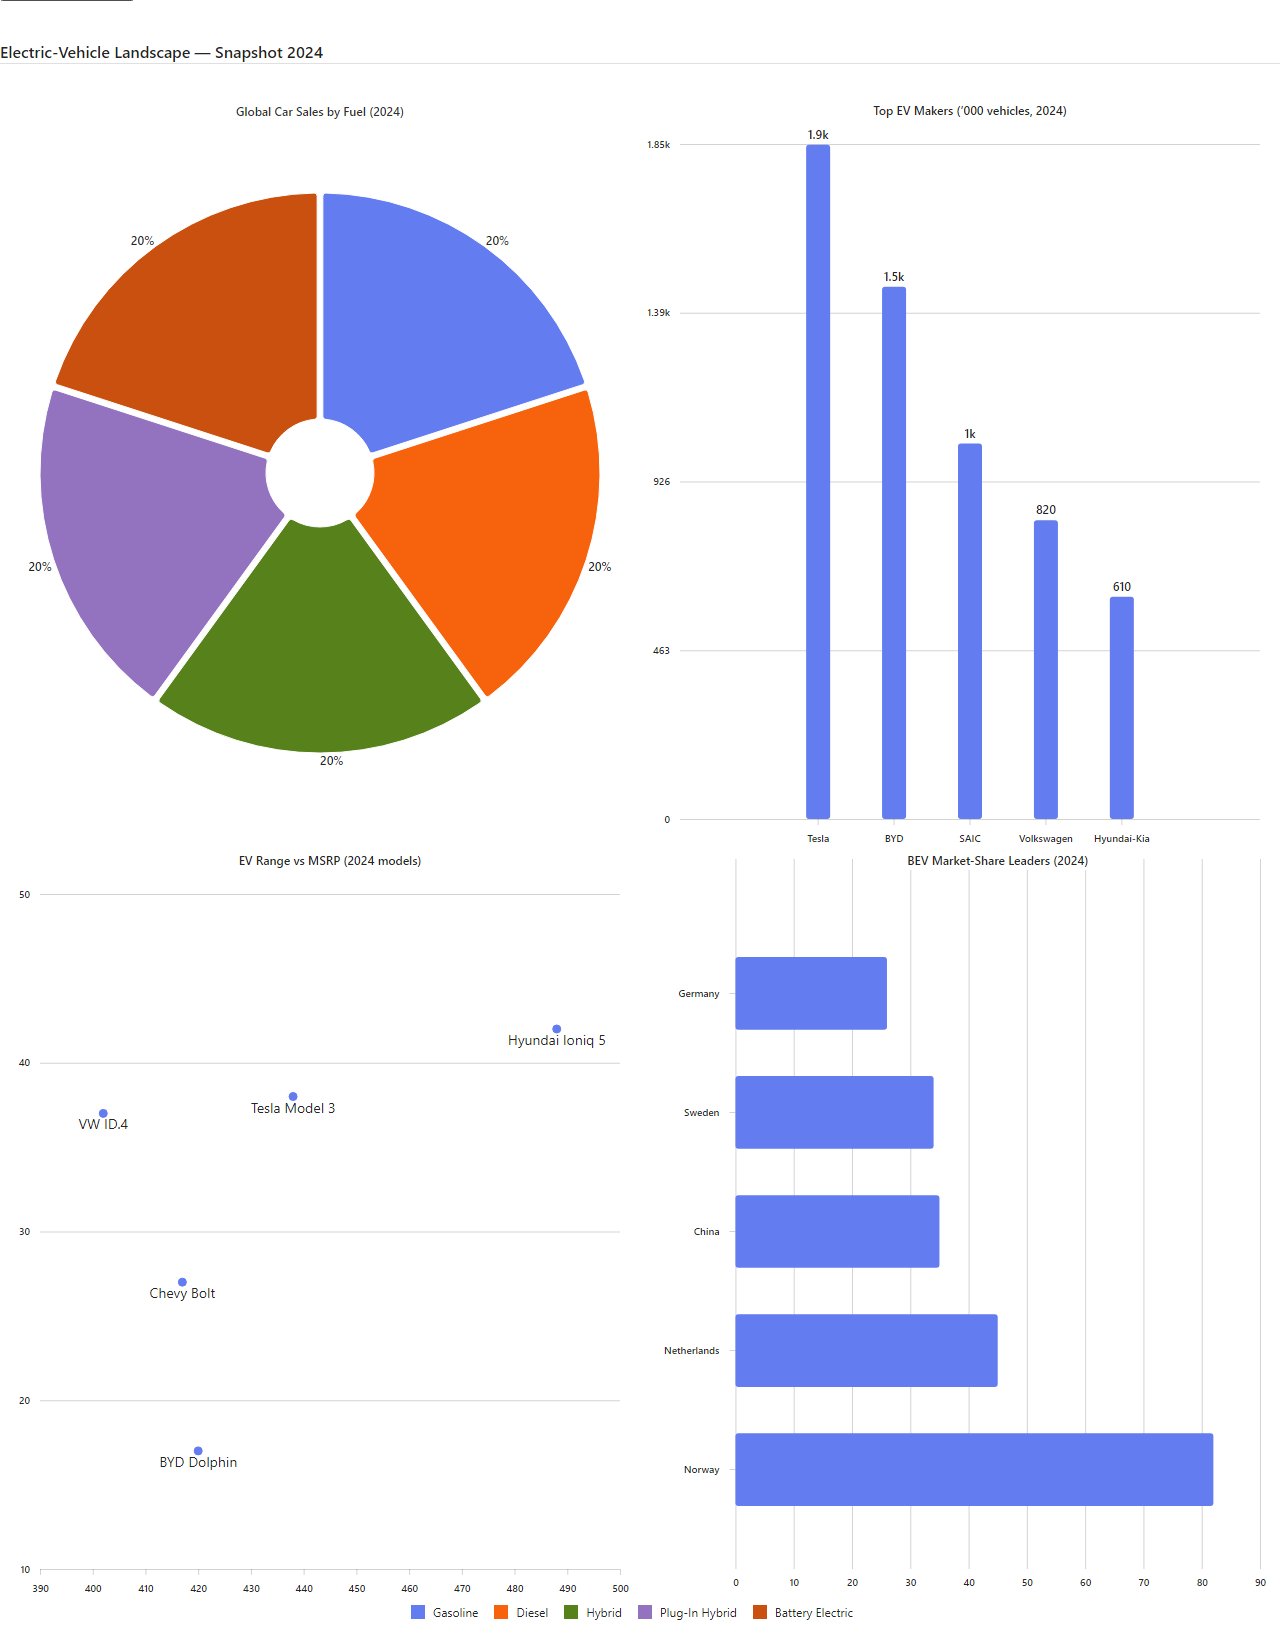 Electric-Vehicle Landscape — Snapshot 2024
Global Car Sales by Fuel (2024)
20%
20%
20%
20%
20%
Top EV Makers ('000 vehicles, 2024)
1.85k
1.39k
926
463
0
1.9k
1.5k
1k
820
610
Tesla
BYD
SAIC
Volkswagen
Hyundai-Kia
EV Range vs MSRP (2024 models)
50
40
30
20
10
Hyundai Ioniq 5
Tesla Model 3
VW ID.4
Chevy Bolt
BYD Dolphin
390
400
410
420
430
440
450
460
470
480
490
500
BEV Market-Share Leaders (2024)
Germany
Sweden
China
Netherlands
Norway
0
10
20
30
40
50
60
70
80
90
Gasoline
Diesel
Hybrid
Plug-In Hybrid
Battery Electric